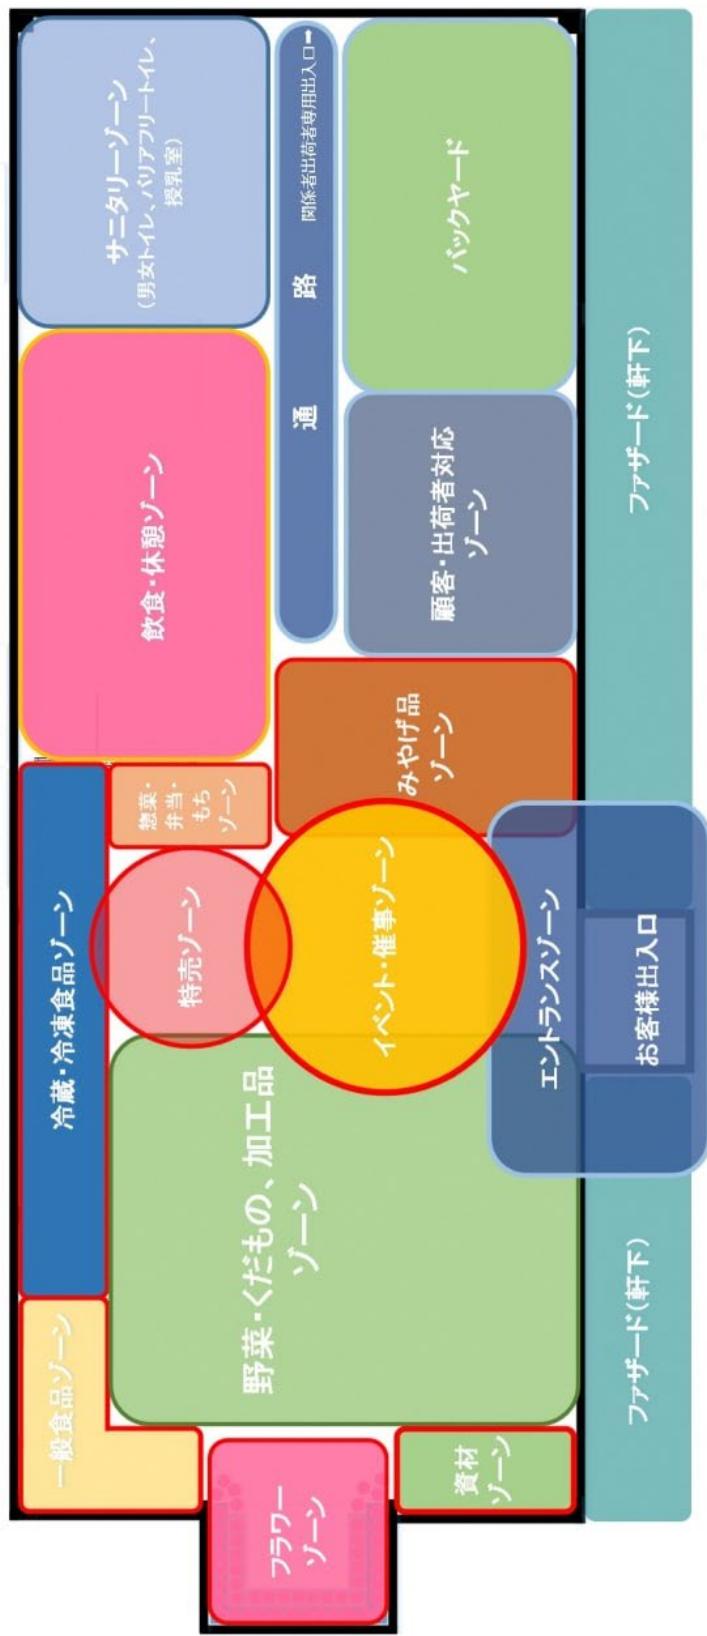 一般食品ゾーン
冷蔵・冷凍食品ゾーン
飲食・休憩ゾーン
サニタリーゾーン
（男女トイレ、バリアフリートイレ、
授乳室）
惣菜・
弁当・
もち
ゾーン
特売ゾーン
フラワー
ゾーン
野菜・くだもの、加工品
ゾーン
イベント・催事ゾーン
みやげ品
ゾーン
通路
関係者出荷者専用出入口➡
資材
ゾーン
エントランスゾーン
顧客・出荷者対応
ゾーン
バックヤード
ファザード（軒下）
お客様出入口
ファザード（軒下）